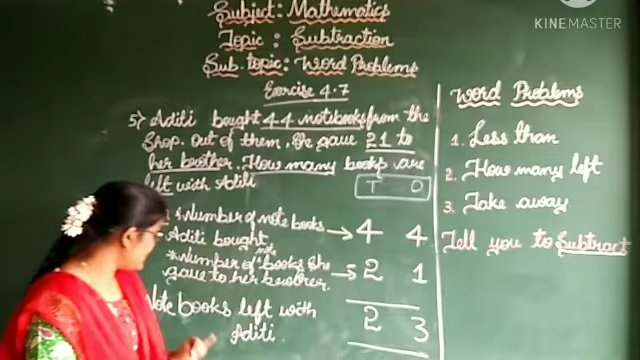 KINEMASTER
Subject: Mathematics
Topic: Subtraction
Sub. topic: Word Problems
Exercise 4.7
5) Aditi bought 44 notebooks from the
shop. Out of them, she gave 21 to
her brother. How many books are
left with Aditi
T O
* Number of note books
Aditi bought → 4 4
* Number of note books she
gave to her brother. → 2 1
Note books left with
Aditi. 2 3
Word Problems
1. Less than
2. How many left
3. Take away
Tell you to Subtract